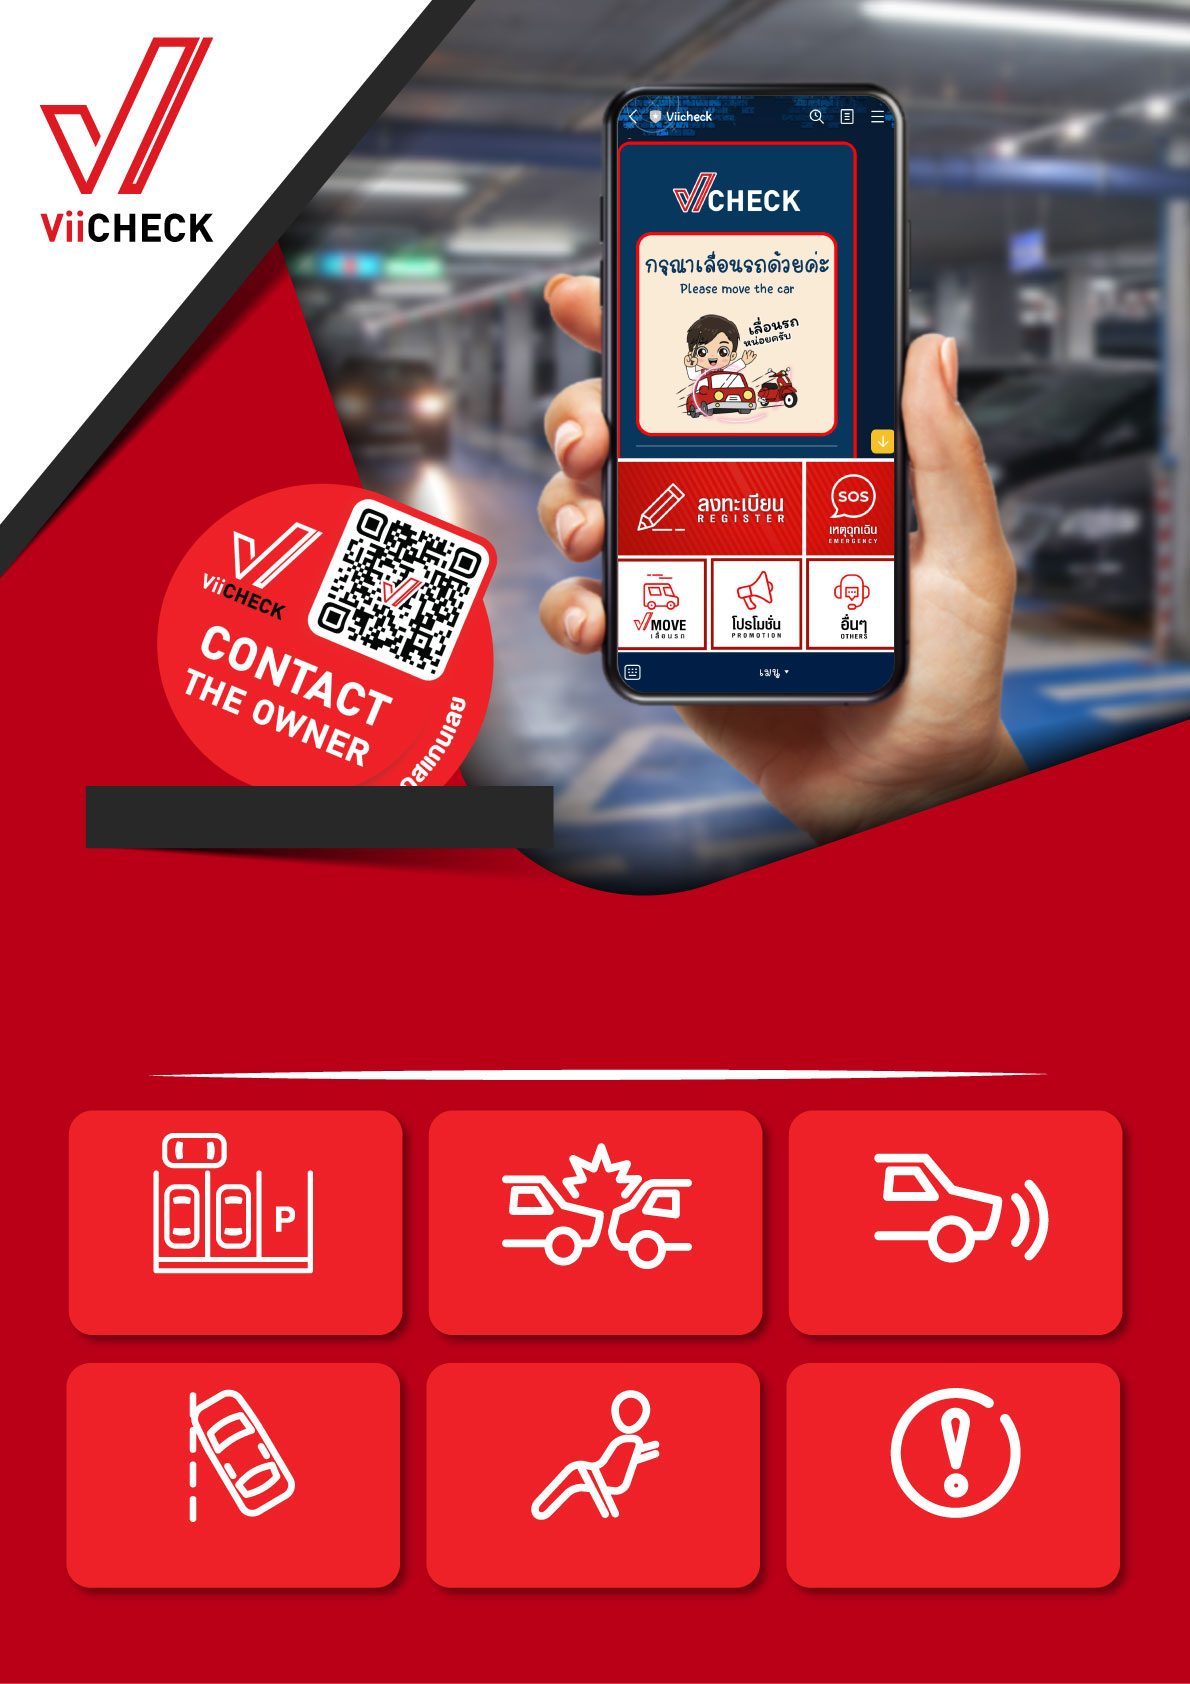 ViiCHECK
Viicheck
CHECK
กรุณาเลื่อนรถด้วยค่ะ
Please move the car
เลื่อนรถ
หน่อยครับ
ลงทะเบียน
REGISTER
SOS
เหตุฉุกเฉิน
EMERGENCY
MOVE
เลื่อนรถ
โปรโมชั่น
PROMOTION
อื่นๆ
OTHERS
เมนู
ViiCHECK
CONTACT
THE OWNER
สแกนเลย
P